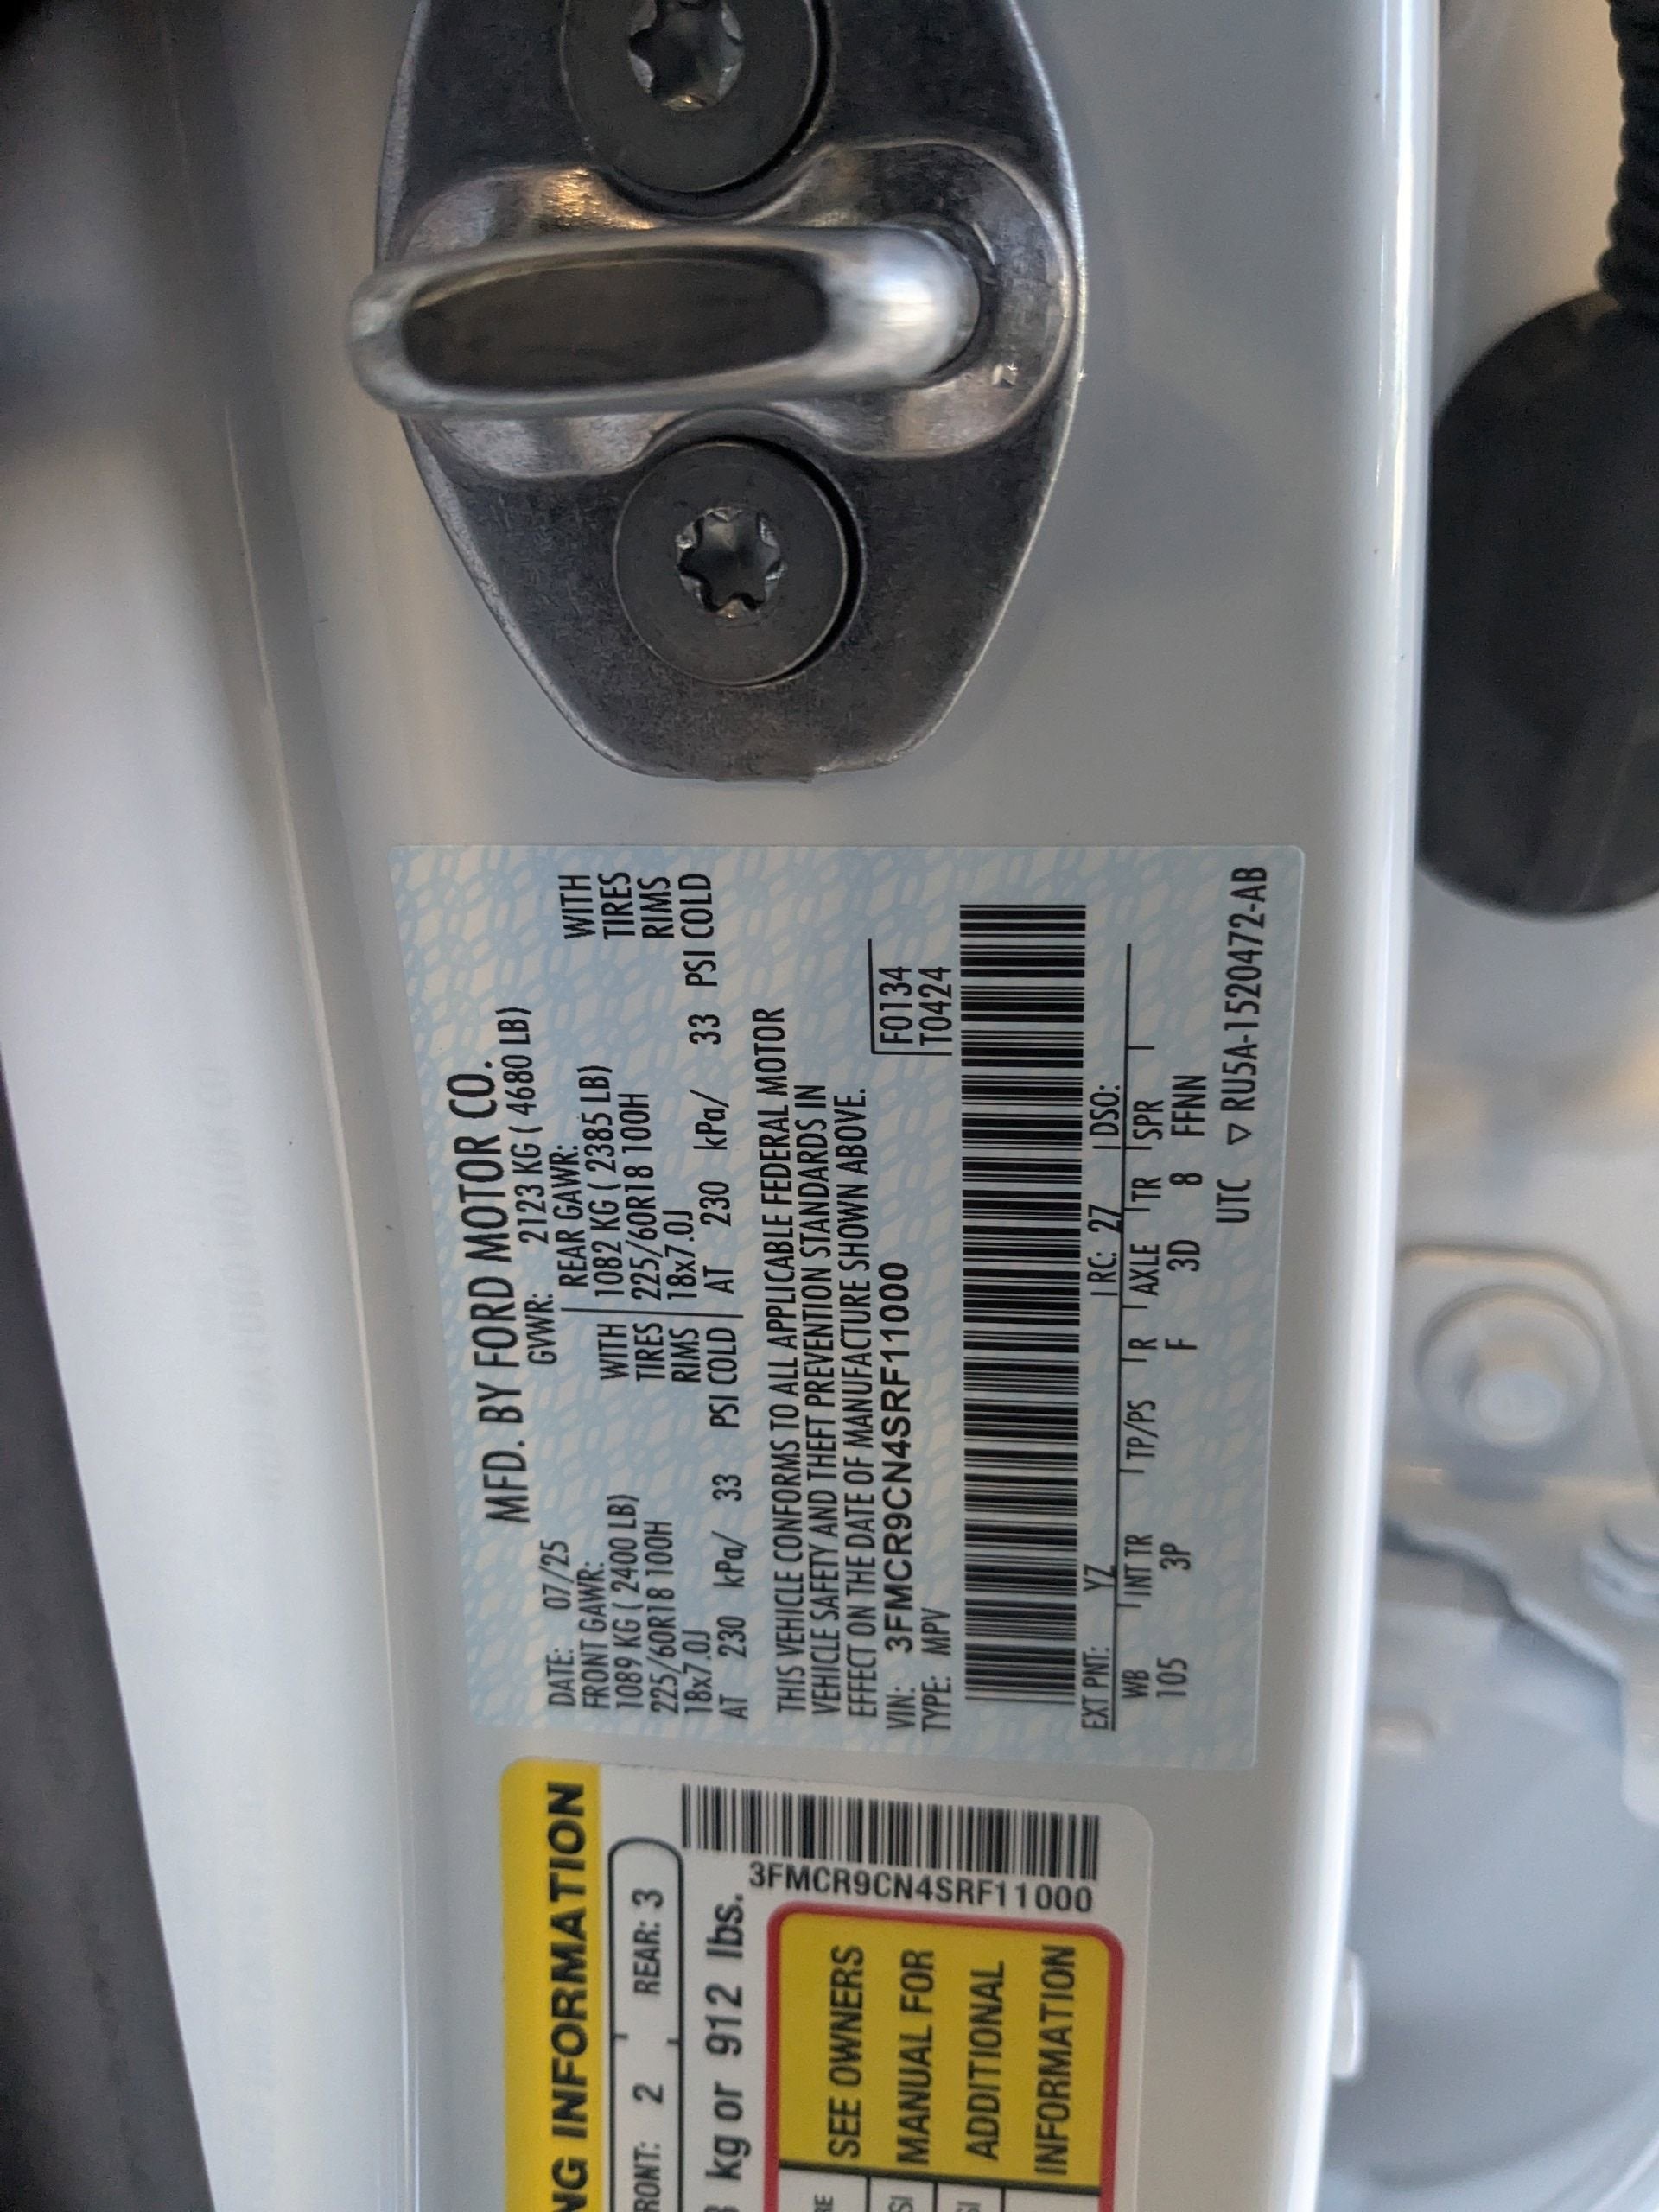 MFD. BY FORD MOTOR CO.
DATE: 07/25 GVWR: 2123 KG ( 4680 LB)
FRONT GAWR: REAR GAWR:
1089 KG ( 2400 LB) WITH 1082 KG ( 2385 LB) WITH
225/60R18 100H TIRES 225/60R18 100H TIRES
18x7.0J RIMS 18x7.0J RIMS
AT 230 kPa/ 33 PSI COLD AT 230 kPa/ 33 PSI COLD
THIS VEHICLE CONFORMS TO ALL APPLICABLE FEDERAL MOTOR
VEHICLE SAFETY AND THEFT PREVENTION STANDARDS IN
EFFECT ON THE DATE OF MANUFACTURE SHOWN ABOVE.
VIN: 3FMCR9CN4SRF11000 F0134
TYPE: MPV T0424
EXT PNT: YZ RC: 27 DSO:
WB INT TR TP/PS R AXLE TR SPR
105 3P F 3D 8 FFNN
UTC ▽ RU5A-1520472-AB
INFORMATION
2 REAR: 3
kg or 912 lbs.
3FMCR9CN4SRF11000
SEE OWNERS
MANUAL FOR
ADDITIONAL
INFORMATION